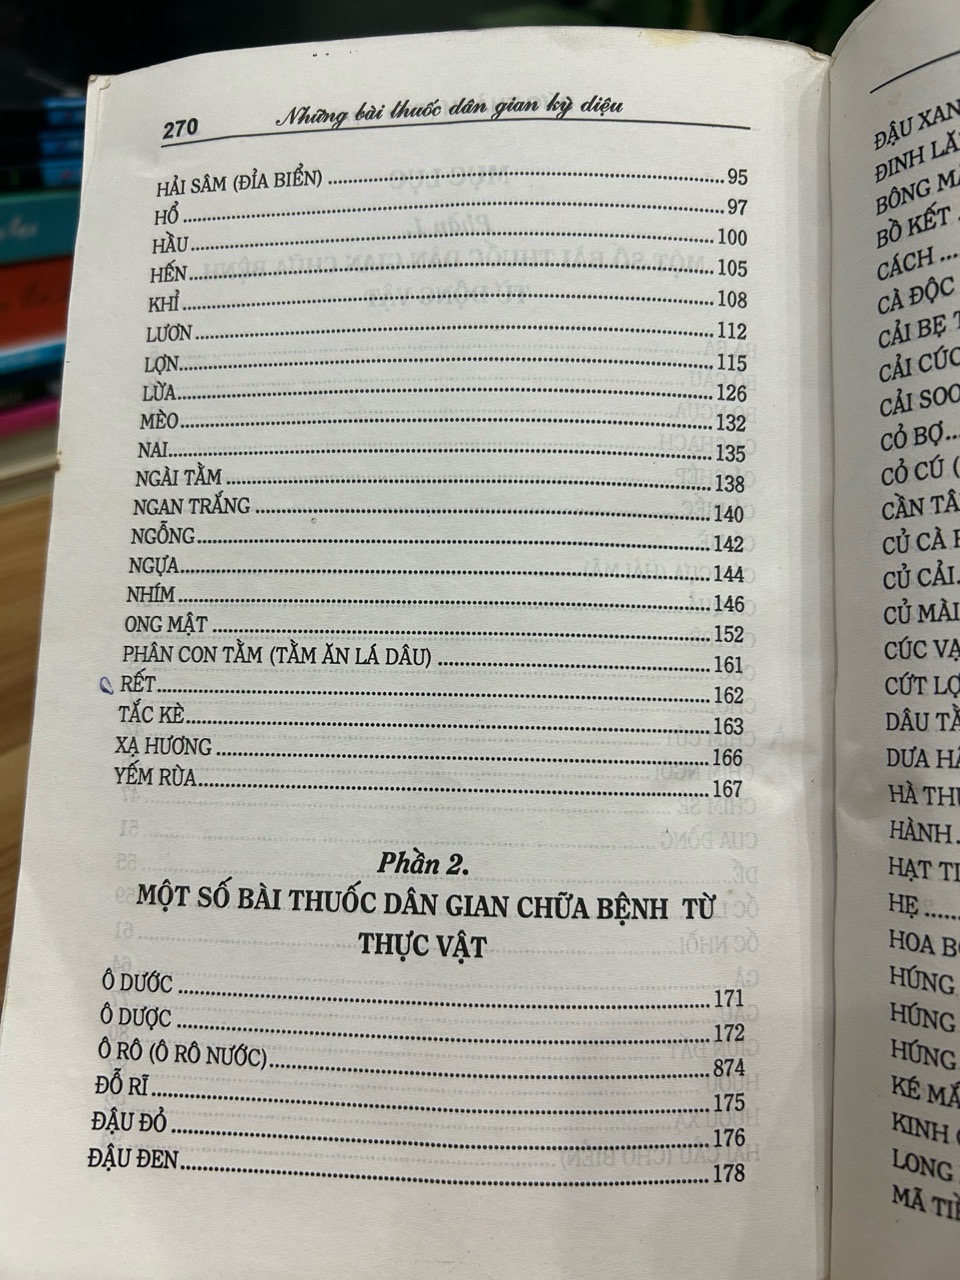 270 Những bài thuốc dân gian kỳ diệu
HẢI SÂM (ĐỈA BIỂN) 95
HỔ 97
HẦU 100
HẾN 105
KHỈ 108
LƯƠN 112
LỢN 115
LỪA 126
MÈO 132
NAI 135
NGÀI TẰM 138
NGAN TRẮNG 140
NGỖNG 142
NGỰA 144
NHÍM 146
ONG MẬT 152
PHÂN CON TẰM (TẰM ĂN LÁ DÂU) 161
RẾT 162
TẮC KÈ 163
XẠ HƯƠNG 166
YẾM RÙA 167
Phần 2.
MỘT SỐ BÀI THUỐC DÂN GIAN CHỮA BỆNH TỪ
THỰC VẬT
Ô DƯỚC 171
Ô DƯỢC 172
Ô RÔ (Ô RÔ NƯỚC) 874
ĐỖ RĨ 175
ĐẬU ĐỎ 176
ĐẬU ĐEN 178
ĐẬU XAN
ĐINH LĂ
BÔNG MÃ
BỒ KẾT
CÁCH
CÀ ĐỘC
CẢI BẸ
CẢI CÚC
CẢI SOO
CỎ BỢ
CỎ CÚ (
CẦN TÂ
CỦ CÀ
CỦ CẢI
CỦ MÀI
CÚC VẠ
CỨT LỢ
DÂU TẰ
DƯA HẤ
HÀ THỦ
HÀNH
HẠT TI
HẸ
HOA B
HÚNG
HÚNG
HÚNG
KÉ MẤ
KINH
LONG
MÃ TIỀ